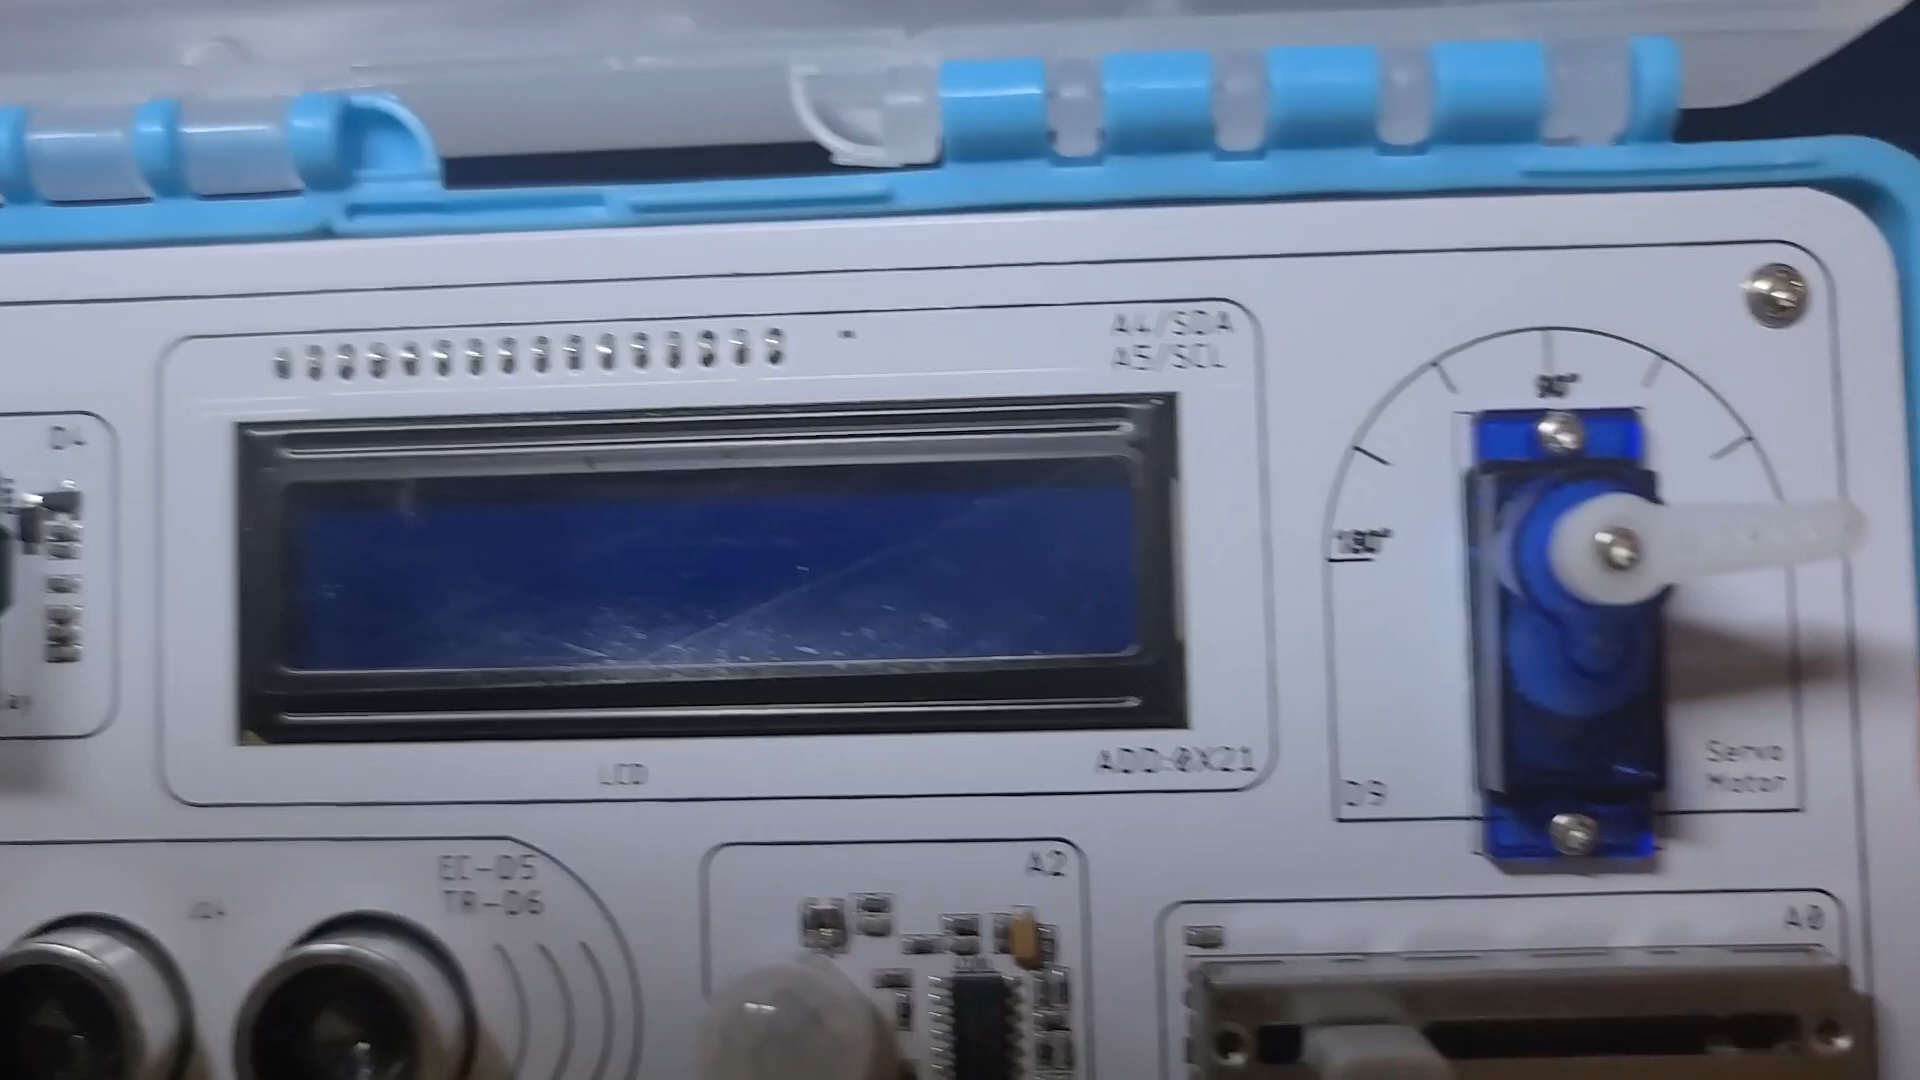 A4/SDA
A5/SCL
90°
D4
180°
Servo
Motor
D9
ADD:0X21
LCD
EC-D5
TR-D6
A2
A0